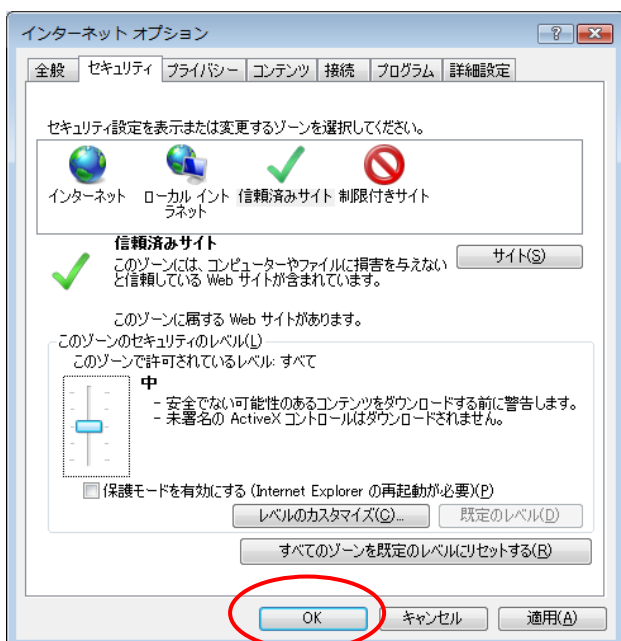 インターネット オプション
全般 セキュリティ プライバシー コンテンツ 接続 プログラム 詳細設定
セキュリティ設定を表示または変更するゾーンを選択してください。
インターネット ローカル イント 信頼済みサイト 制限付きサイト
ラネット
信頼済みサイト
サイト(S)
このゾーンには、コンピューターやファイルに損害を与えない
と信頼している Web サイトが含まれています。
このゾーンに属する Web サイトがあります。
このゾーンのセキュリティのレベル(L)
このゾーンで許可されているレベル: すべて
中
- 安全でない可能性のあるコンテンツをダウンロードする前に警告します。
- 未署名の ActiveX コントロールはダウンロードされません。
保護モードを有効にする (Internet Explorer の再起動が必要)(P)
レベルのカスタマイズ(C)... 既定のレベル(D)
すべてのゾーンを既定のレベルにリセットする(R)
OK キャンセル 適用(A)